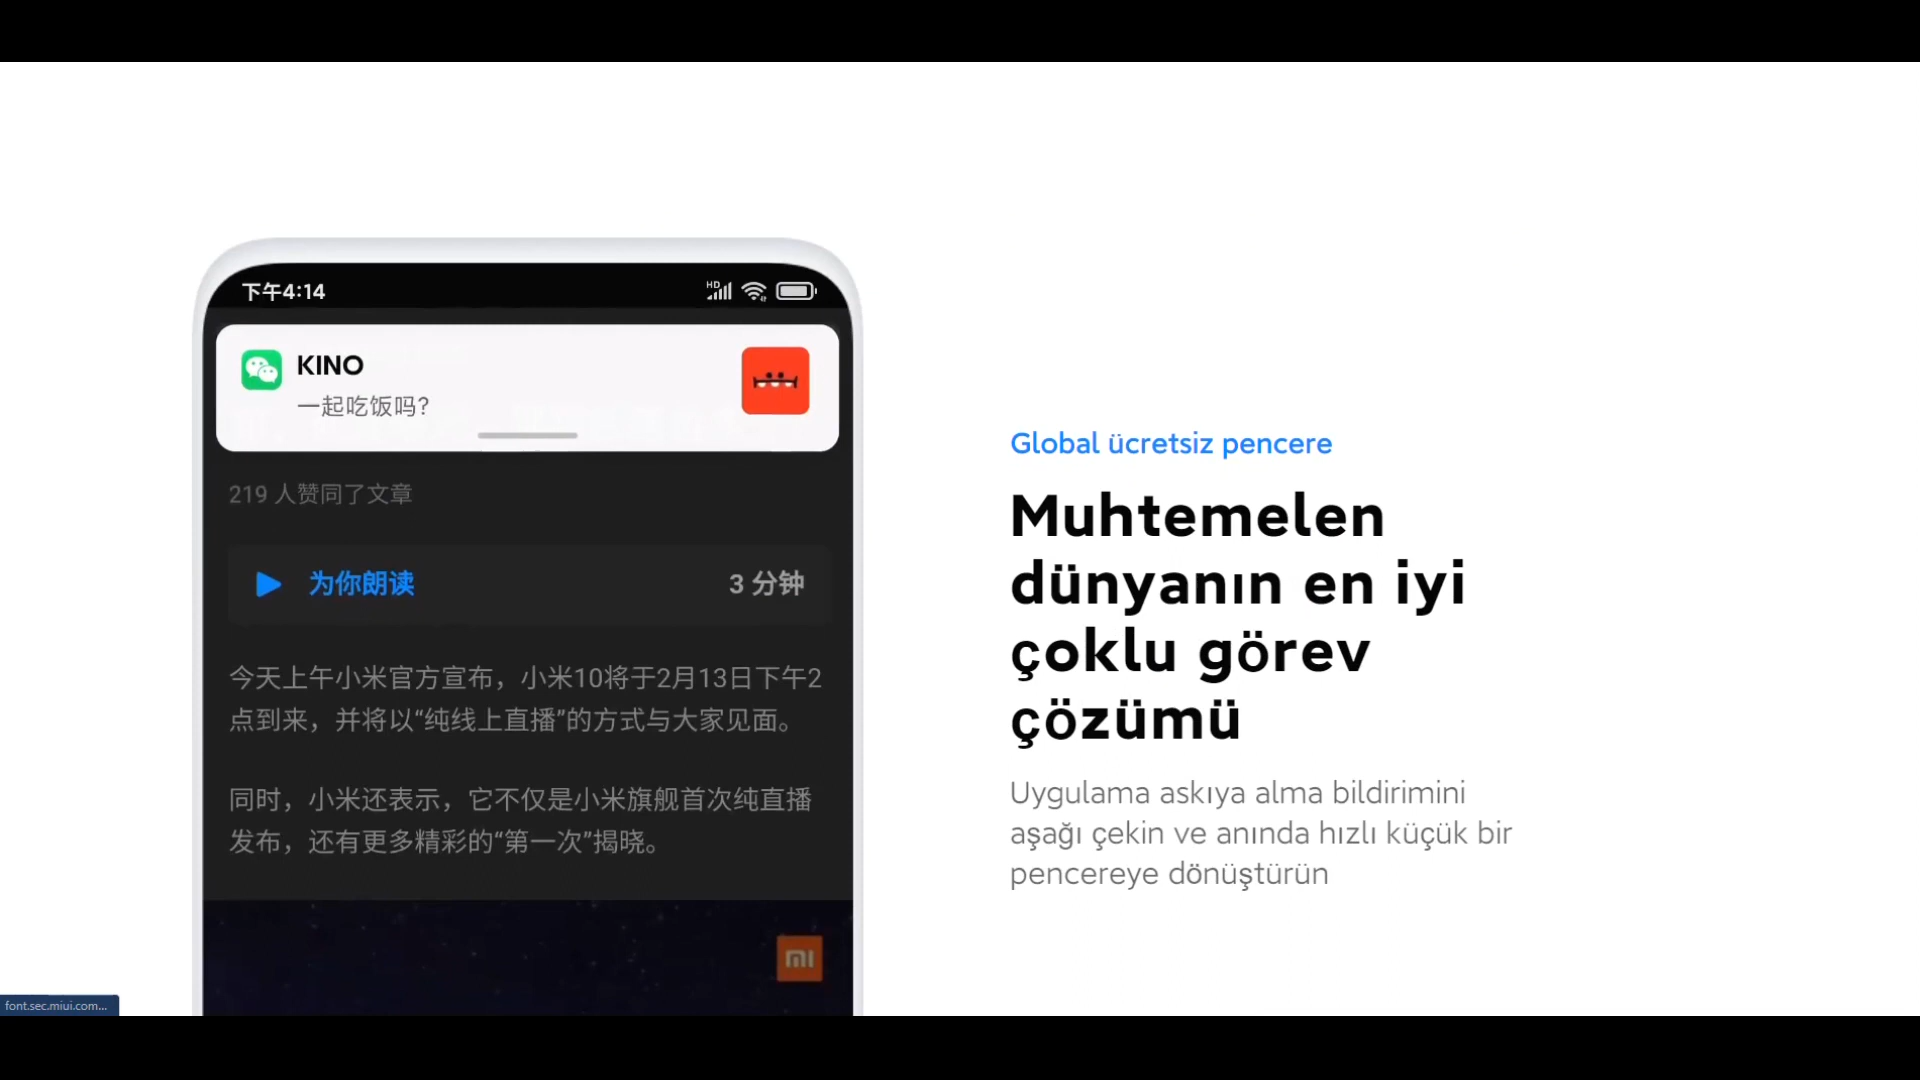 下午4:14
HD
KINO
一起吃饭吗?
219 人赞同了文章
为你朗读
3 分钟
今天上午小米官方宣布，小米10将于2月13日下午2
点到来，并将以“纯线上直播”的方式与大家见面。
同时，小米还表示，它不仅是小米旗舰首次纯直播
发布，还有更多精彩的“第一次”揭晓。
mi
Global ücretsiz pencere
Muhtemelen
dünyanın en iyi
çoklu görev
çözümü
Uygulama askıya alma bildirimini
aşağı çekin ve anında hızlı küçük bir
pencereye dönüştürün
font.sec.miui.com...